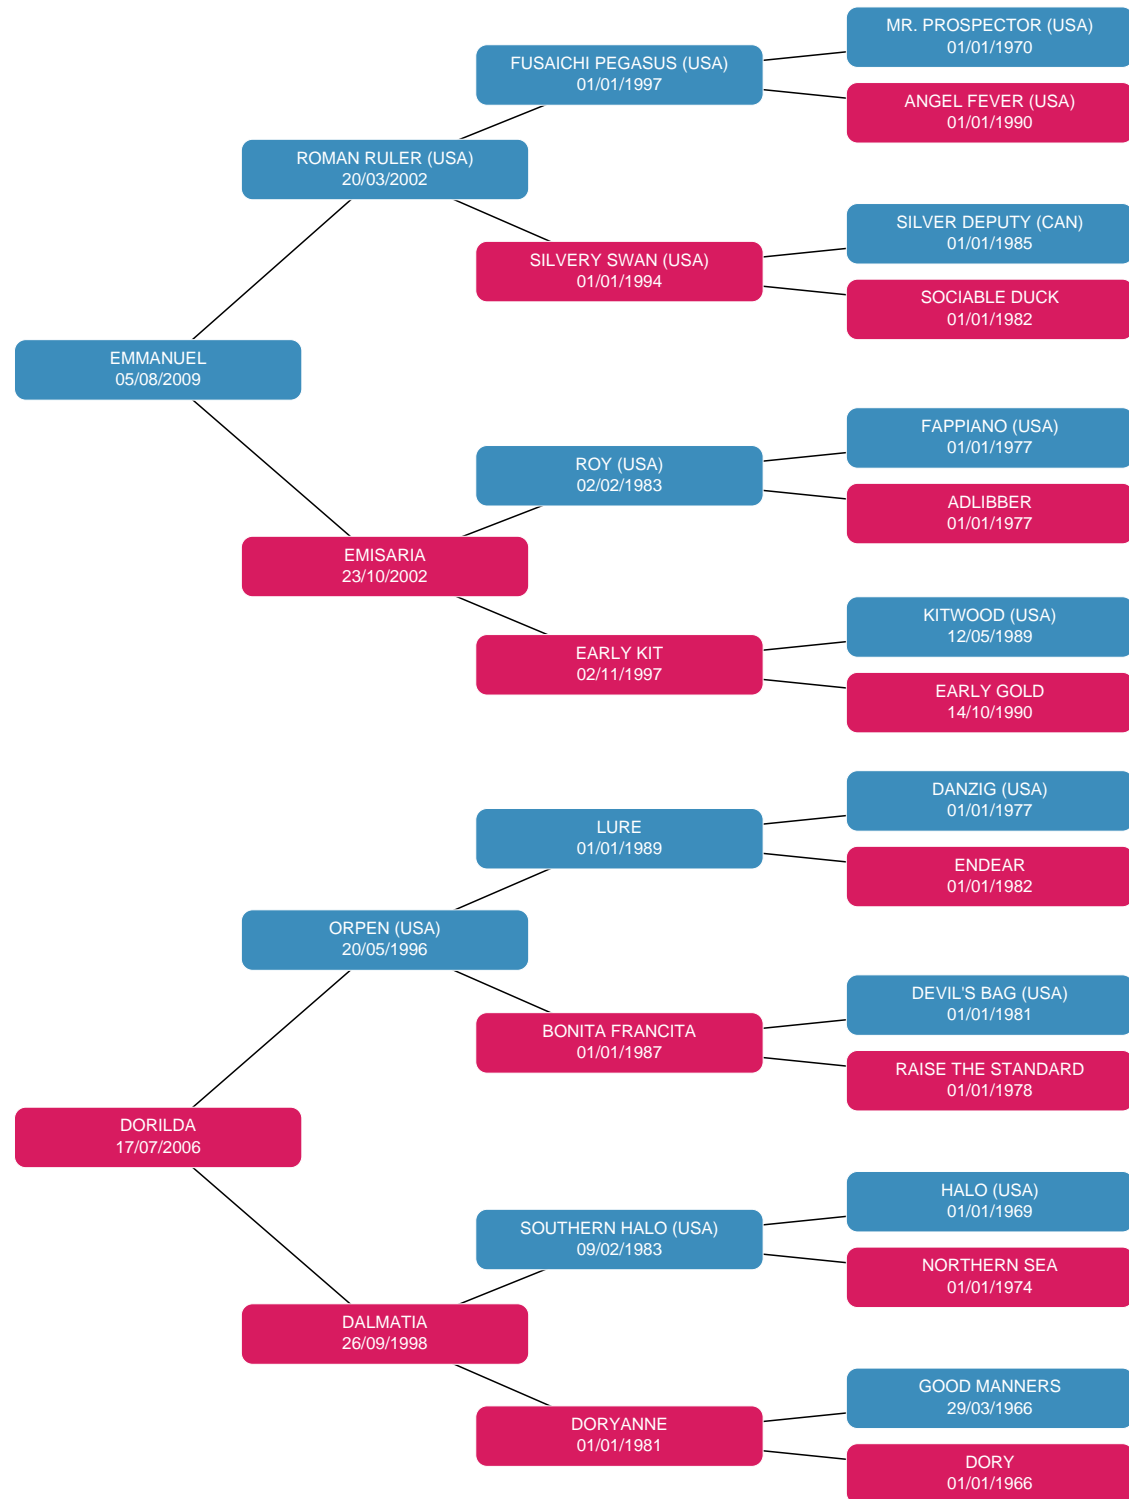 MR. PROSPECTOR (USA)
01/01/1970
FUSAICHI PEGASUS (USA)
01/01/1997
ANGEL FEVER (USA)
01/01/1990
ROMAN RULER (USA)
20/03/2002
SILVER DEPUTY (CAN)
01/01/1985
SILVERY SWAN (USA)
01/01/1994
SOCIABLE DUCK
01/01/1982
EMMANUEL
05/08/2009
FAPPIANO (USA)
01/01/1977
ROY (USA)
02/02/1983
ADLIBBER
01/01/1977
EMISARIA
23/10/2002
KITWOOD (USA)
12/05/1989
EARLY KIT
02/11/1997
EARLY GOLD
14/10/1990
DANZIG (USA)
01/01/1977
LURE
01/01/1989
ENDEAR
01/01/1982
ORPEN (USA)
20/05/1996
DEVIL'S BAG (USA)
01/01/1981
BONITA FRANCITA
01/01/1987
RAISE THE STANDARD
01/01/1978
DORILDA
17/07/2006
HALO (USA)
01/01/1969
SOUTHERN HALO (USA)
09/02/1983
NORTHERN SEA
01/01/1974
DALMATIA
26/09/1998
GOOD MANNERS
29/03/1966
DORYANNE
01/01/1981
DORY
01/01/1966